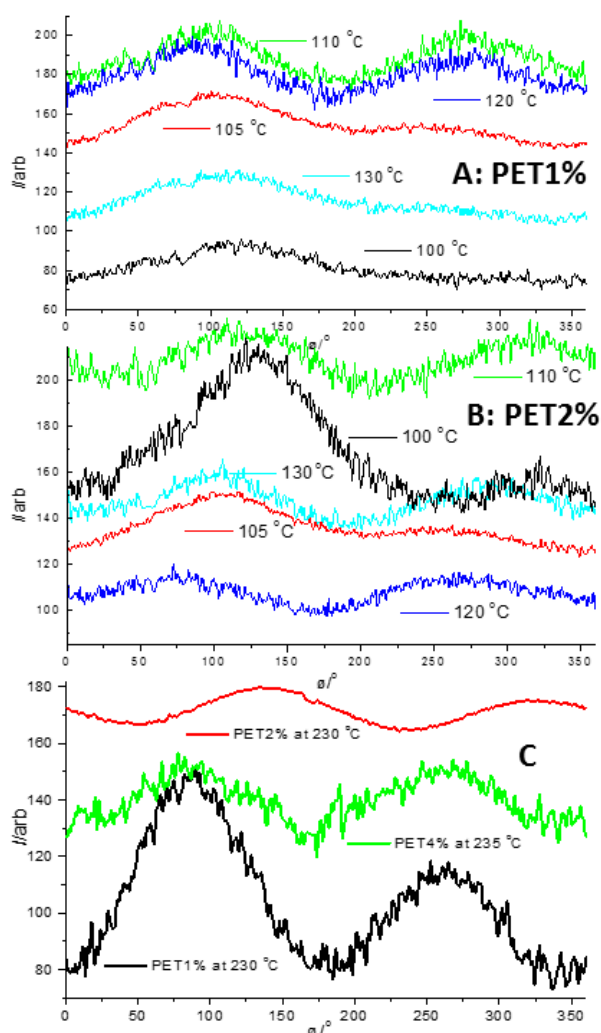 200
180
160
140
120
100
80
60
I/arb
110 °C
120 °C
105 °C
A: PET1%
130 °C
100 °C
0 50 100 150 200 250 300 350
ø/°
200
180
160
140
120
100
I/arb
110 °C
B: PET2%
100 °C
130 °C
105 °C
120 °C
0 50 100 150 200 250 300 350
ø/°
180
160
140
120
100
80
I/arb
PET2% at 230 °C
C
PET4% at 235 °C
PET1% at 230 °C
0 50 100 150 200 250 300 350
ø/°